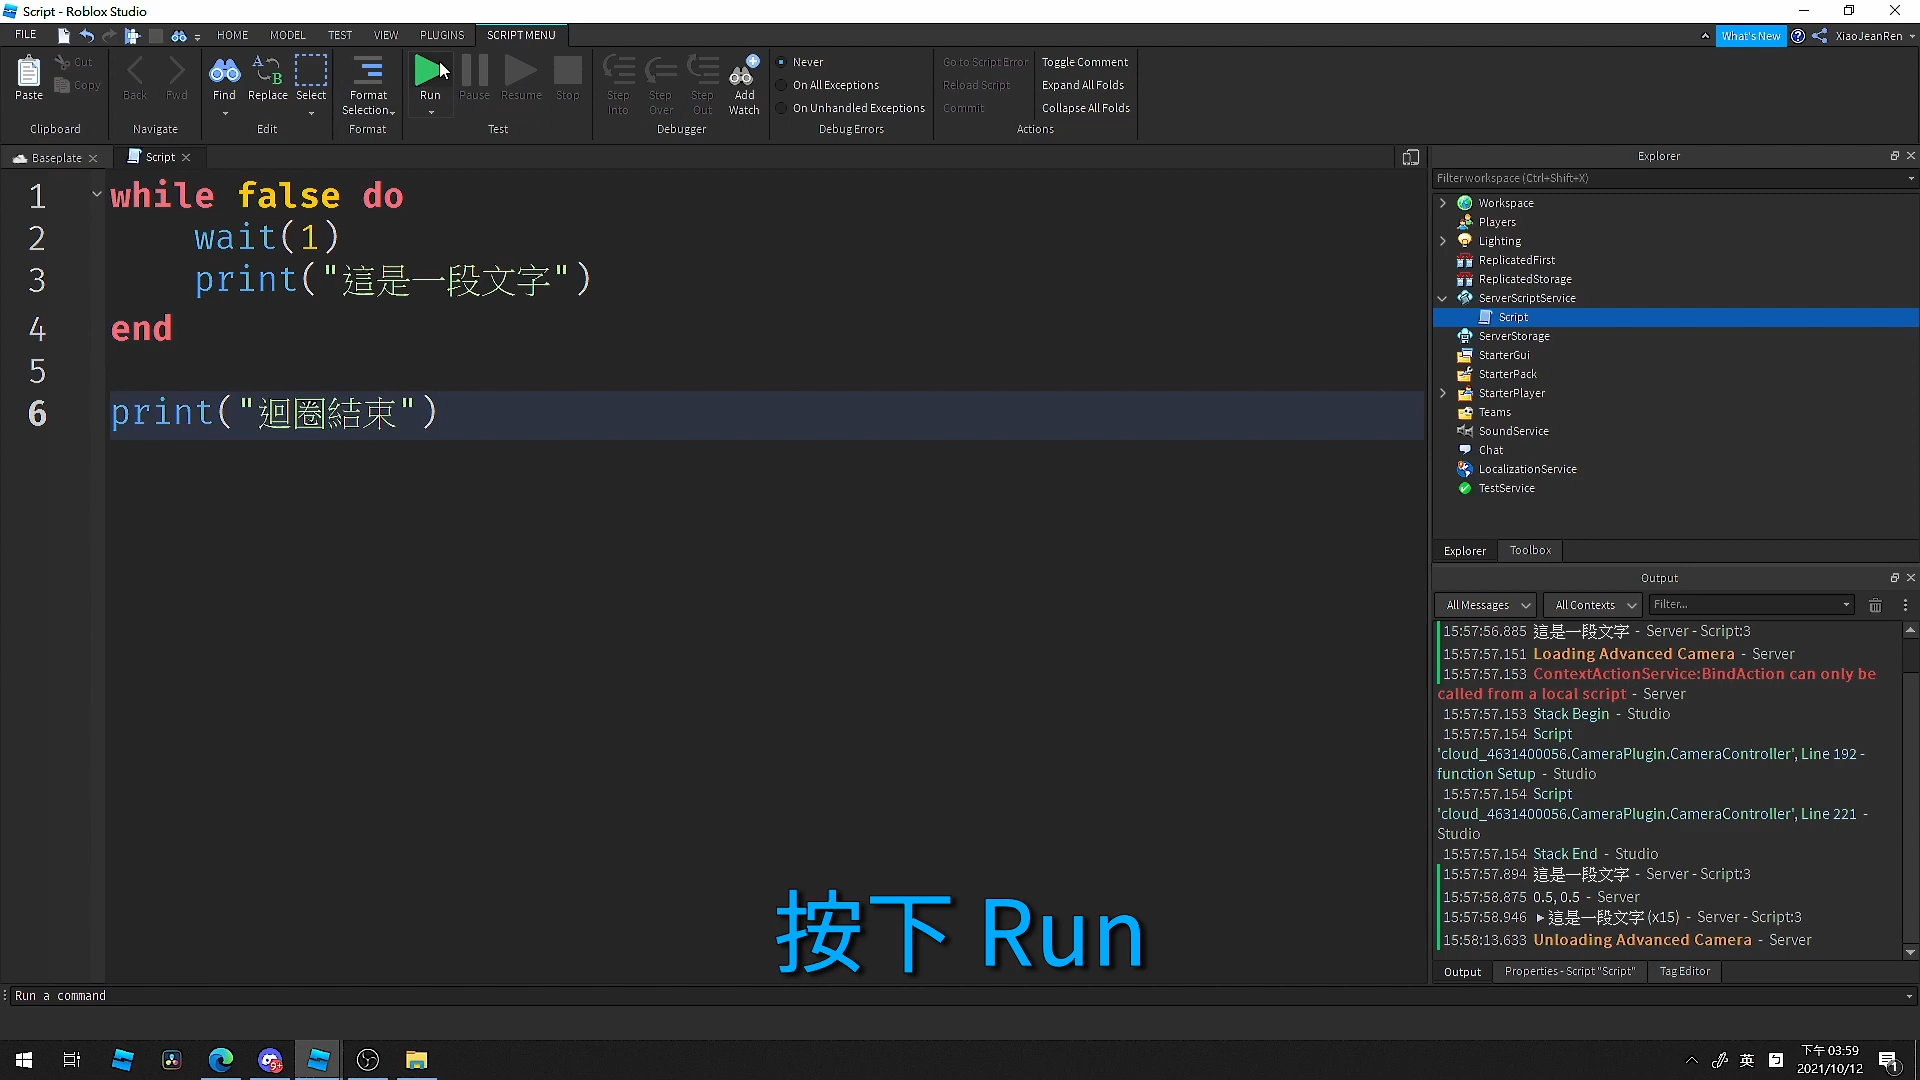 Script - Roblox Studio
FILE HOME MODEL TEST VIEW PLUGINS SCRIPT MENU What's New XiaoJeanRen
Paste Cut Copy Clipboard
Back Fwd Navigate
Find Replace Select Edit
Format Selection Format
Run Pause Resume Stop Test
Step Into Step Over Step Out Add Watch Debugger
Never
On All Exceptions
On Unhandled Exceptions
Debug Errors
Go to Script Error Toggle Comment
Reload Script Expand All Folds
Commit Collapse All Folds
Actions
Baseplate Script
1 while false do
2 wait(1)
3 print("這是一段文字")
4 end
5
6 print("迴圈結束")
Explorer
Filter workspace (Ctrl+Shift+X)
Workspace
Players
Lighting
ReplicatedFirst
ReplicatedStorage
ServerScriptService
Script
ServerStorage
StarterGui
StarterPack
StarterPlayer
Teams
SoundService
Chat
LocalizationService
TestService
Explorer Toolbox
Output
All Messages All Contexts Filter...
15:57:56.885 這是一段文字 - Server - Script:3
15:57:57.151 Loading Advanced Camera - Server
15:57:57.153 ContextActionService:BindAction can only be
called from a local script - Server
15:57:57.153 Stack Begin - Studio
15:57:57.154 Script
'cloud_4631400056.CameraPlugin.CameraController', Line 192 -
function Setup - Studio
15:57:57.154 Script
'cloud_4631400056.CameraPlugin.CameraController', Line 221 -
Studio
15:57:57.154 Stack End - Studio
15:57:57.894 這是一段文字 - Server - Script:3
15:57:58.875 0.5, 0.5 - Server
15:57:58.946 ▸ 這是一段文字 (x15) - Server - Script:3
15:58:13.633 Unloading Advanced Camera - Server
Output Properties - Script "Script" Tag Editor
按下 Run
Run a command
9+
英
下午 03:59
2021/10/12
1